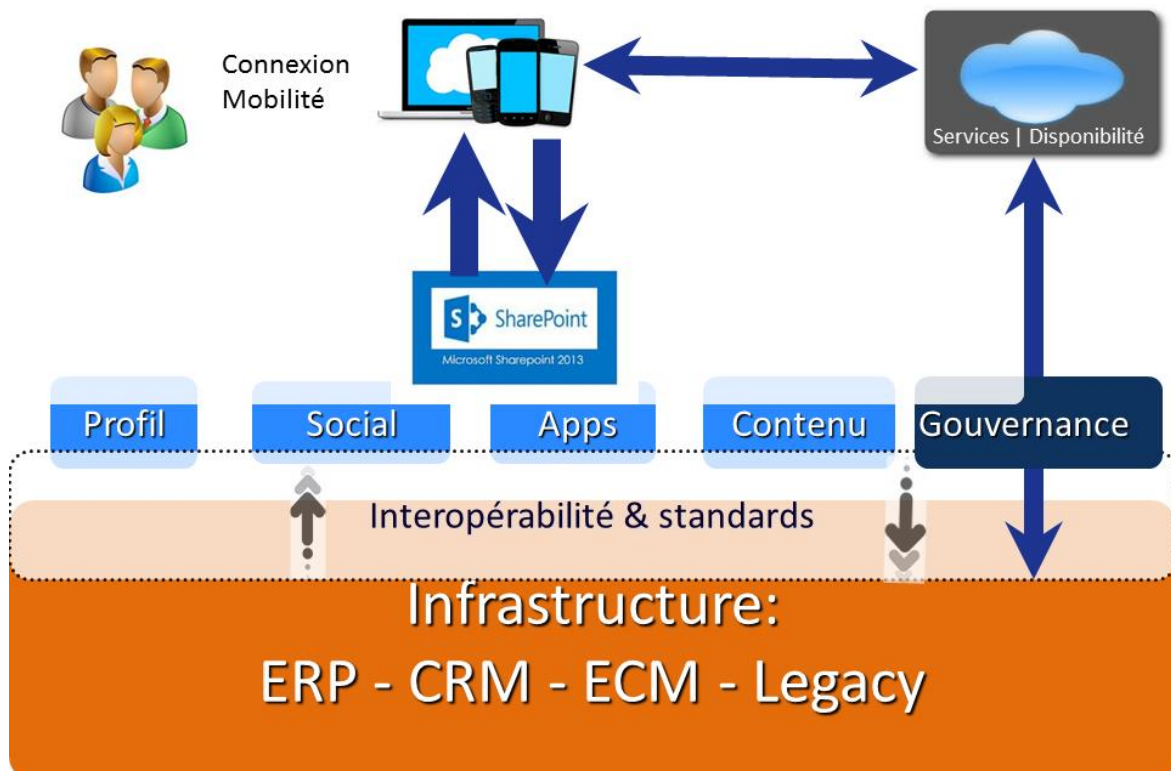 Connexion
Mobilité
Services | Disponibilité
S
SharePoint
Microsoft Sharepoint 2013
Profil
Social
Apps
Contenu
Gouvernance
Interopérabilité & standards
Infrastructure:
ERP - CRM - ECM - Legacy